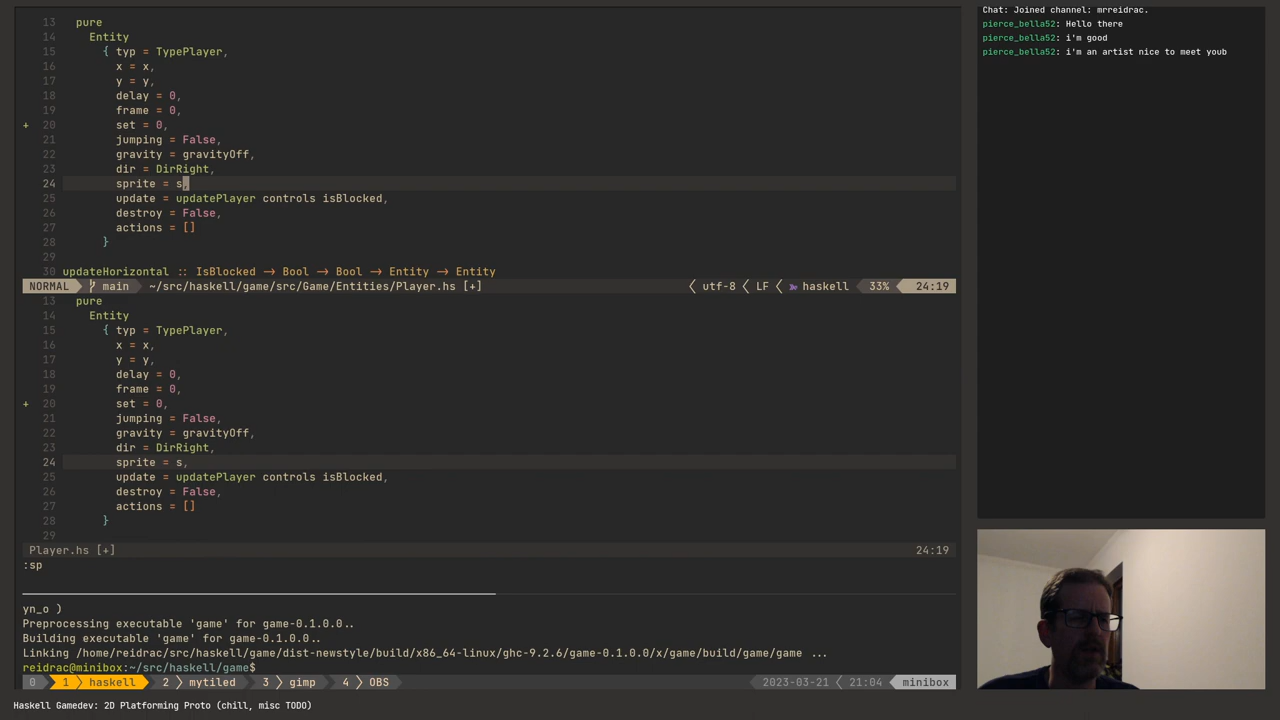 13 pure
14 Entity
15 { typ = TypePlayer,
16 x = x,
17 y = y,
18 delay = 0,
19 frame = 0,
+ 20 set = 0,
21 jumping = False,
22 gravity = gravityOff,
23 dir = DirRight,
24 sprite = s,
25 update = updatePlayer controls isBlocked,
26 destroy = False,
27 actions = []
28 }
29
30 updateHorizontal :: IsBlocked -> Bool -> Bool -> Entity -> Entity
NORMAL main ~/src/haskell/game/src/Game/Entities/Player.hs [+] utf-8 LF haskell 33% 24:19
13 pure
14 Entity
15 { typ = TypePlayer,
16 x = x,
17 y = y,
18 delay = 0,
19 frame = 0,
+ 20 set = 0,
21 jumping = False,
22 gravity = gravityOff,
23 dir = DirRight,
24 sprite = s,
25 update = updatePlayer controls isBlocked,
26 destroy = False,
27 actions = []
28 }
29
Player.hs [+] 24:19
:sp
yn_o )
Preprocessing executable 'game' for game-0.1.0.0..
Building executable 'game' for game-0.1.0.0..
Linking /home/reidrac/src/haskell/game/dist-newstyle/build/x86_64-linux/ghc-9.2.6/game-0.1.0.0/x/game/build/game/game ...
reidrac@minibox:~/src/haskell/game$
0 1 haskell 2 mytiled 3 gimp 4 OBS 2023-03-21 21:04 minibox
Haskell Gamedev: 2D Platforming Proto (chill, misc TODO)
Chat: Joined channel: mrreidrac.
pierce_bella52: Hello there
pierce_bella52: i'm good
pierce_bella52: i'm an artist nice to meet youb